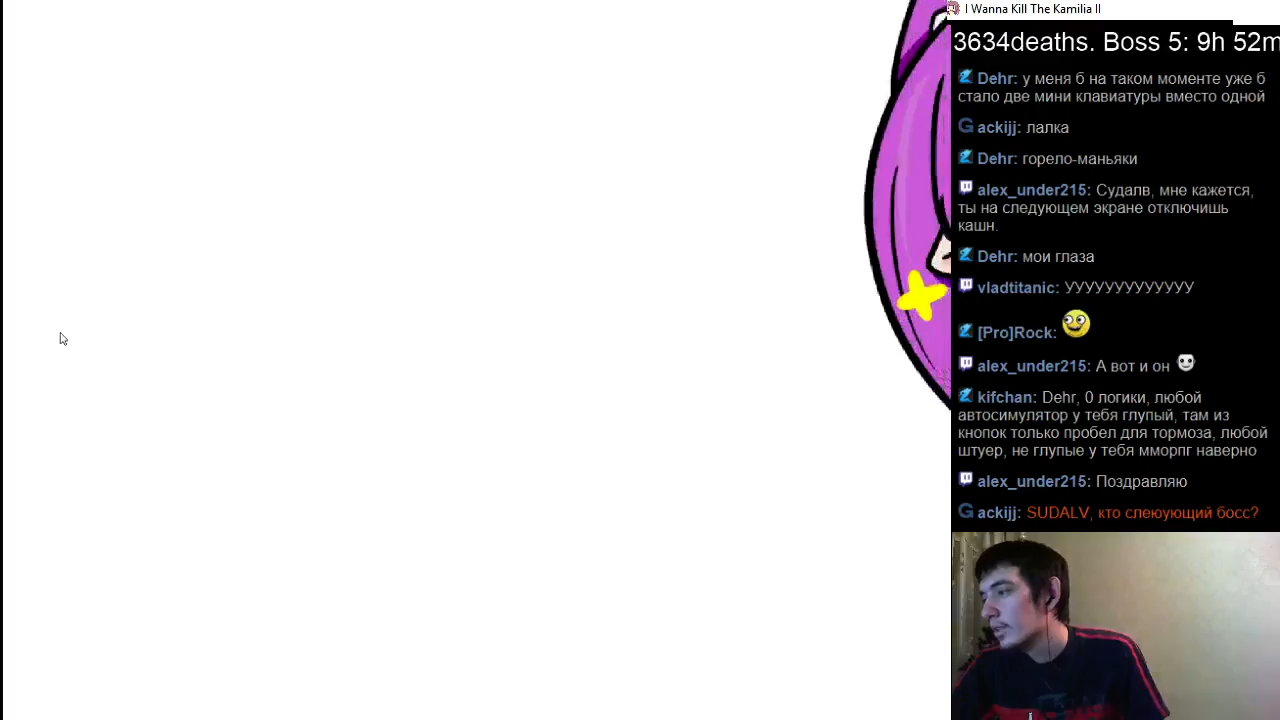 I Wanna Kill The Kamilia II
3634deaths. Boss 5: 9h 52m
Dehr: у меня б на таком моменте уже б
стало две мини клавиатуры вместо одной
ackijj: лалка
Dehr: горело-маньяки
alex_under215: Судалв, мне кажется,
ты на следующем экране отключишь
кашн.
Dehr: мои глаза
vladtitanic: УУУУУУУУУУУУУ
[Pro]Rock:
alex_under215: А вот и он
kifchan: Dehr, 0 логики, любой
автосимулятор у тебя глупый, там из
кнопок только пробел для тормоза, любой
штуер, не глупые у тебя мморпг наверно
alex_under215: Поздравляю
ackijj: SUDALV, кто слеюующий босс?